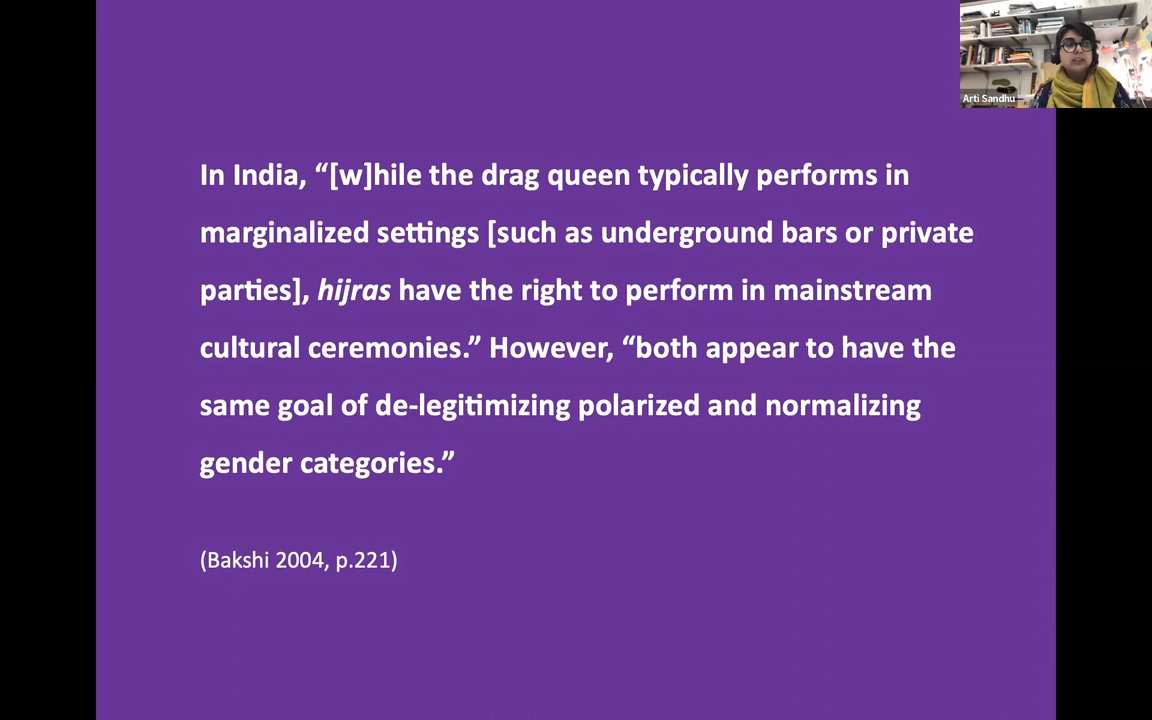 In India, “[w]hile the drag queen typically performs in
marginalized settings [such as underground bars or private
parties], hijras have the right to perform in mainstream
cultural ceremonies.” However, “both appear to have the
same goal of de-legitimizing polarized and normalizing
gender categories.”
(Bakshi 2004, p.221)
Arti Sandhu